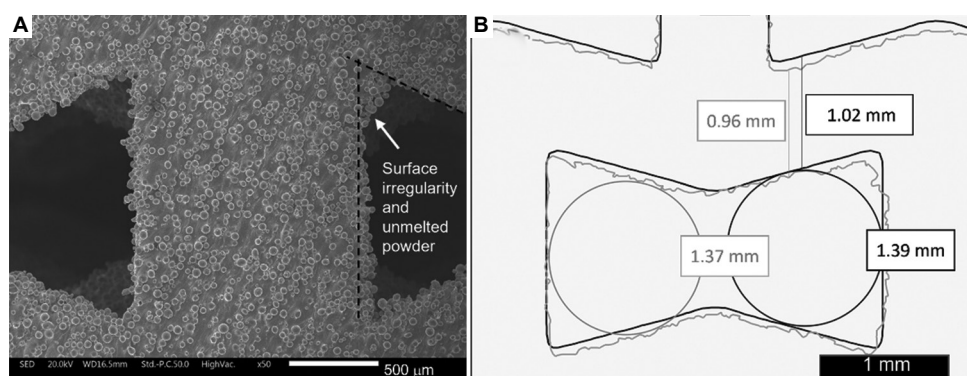 A
Surface
irregularity
and
unmelted
powder
SED 20.0kV WD16.5mm Std.-P.C.50.0 HighVac. x50
500 µm
B
0.96 mm
1.02 mm
1.37 mm
1.39 mm
1 mm